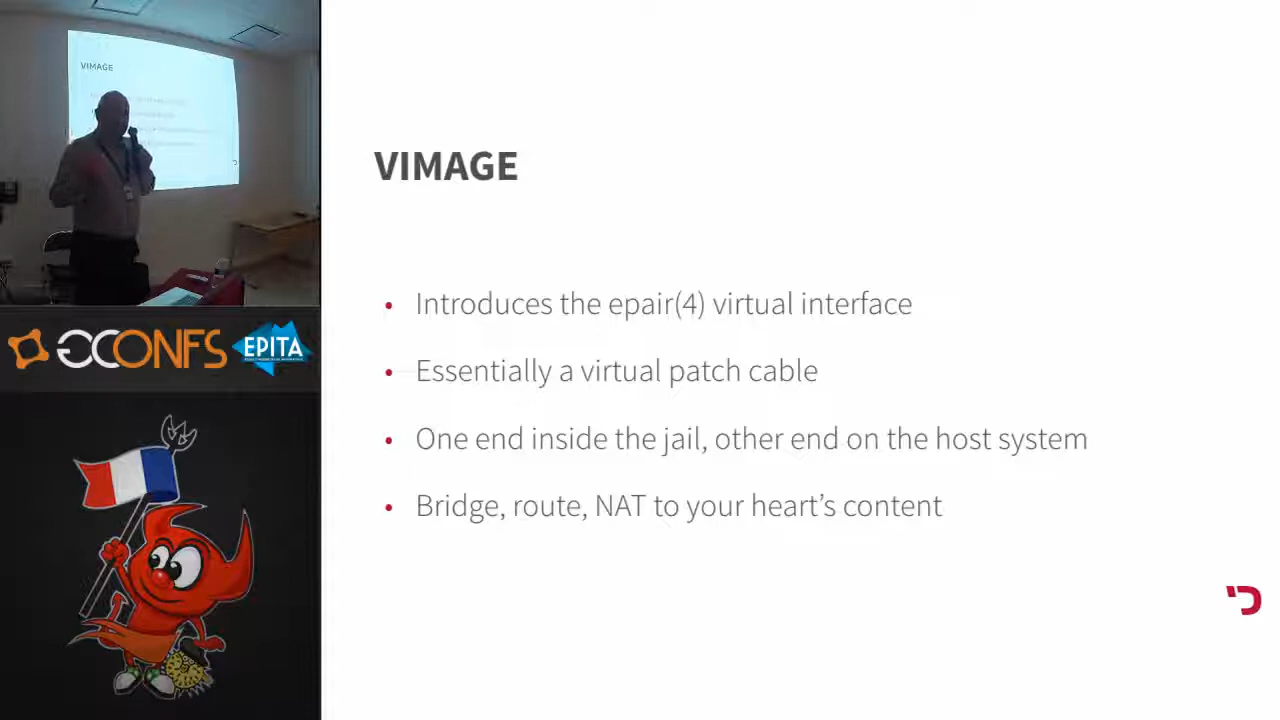 VIMAGE
GCONFS
EPITA
VIMAGE
• Introduces the epair(4) virtual interface
• Essentially a virtual patch cable
• One end inside the jail, other end on the host system
• Bridge, route, NAT to your heart's content